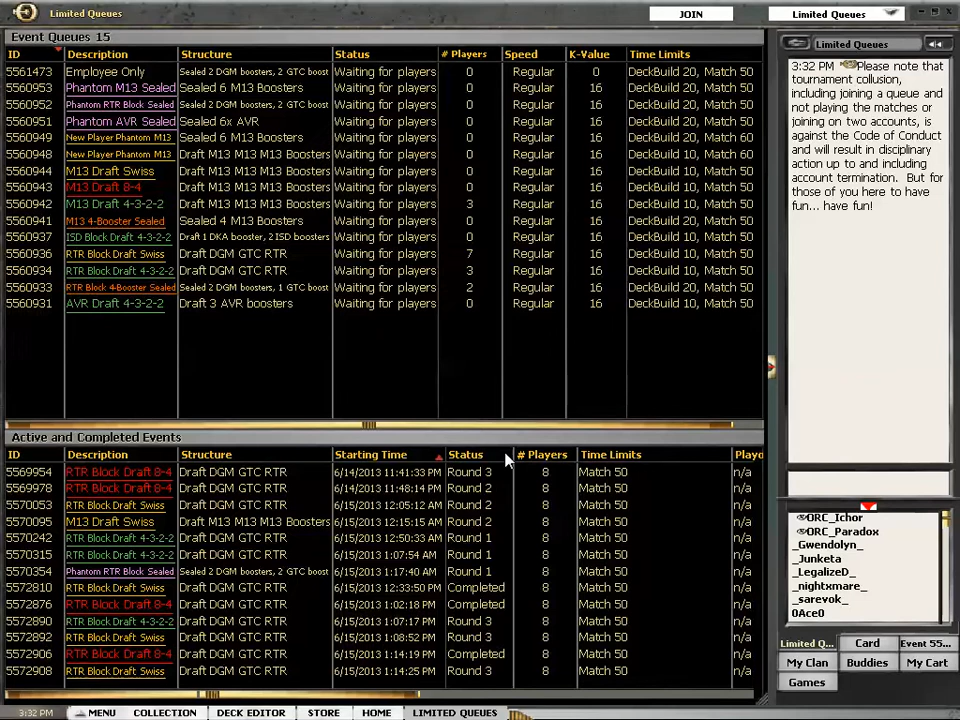 Limited Queues JOIN Limited Queues
Event Queues 15
ID Description Structure Status # Players Speed K-Value Time Limits
5561473 Employee Only Sealed 2 DGM boosters, 2 GTC boost Waiting for players 0 Regular 0 DeckBuild 20, Match 50
5560953 Phantom M13 Sealed Sealed 6 M13 Boosters Waiting for players 0 Regular 16 DeckBuild 20, Match 50
5560952 Phantom RTR Block Sealed Sealed 2 DGM boosters, 2 GTC boost Waiting for players 0 Regular 16 DeckBuild 20, Match 50
5560951 Phantom AVR Sealed Sealed 6x AVR Waiting for players 0 Regular 16 DeckBuild 20, Match 50
5560949 New Player Phantom M13 Sealed 6 M13 Boosters Waiting for players 0 Regular 16 DeckBuild 20, Match 60
5560948 New Player Phantom M13 Draft M13 M13 M13 Boosters Waiting for players 0 Regular 16 DeckBuild 10, Match 60
5560944 M13 Draft Swiss Draft M13 M13 M13 Boosters Waiting for players 0 Regular 16 DeckBuild 10, Match 50
5560943 M13 Draft 8-4 Draft M13 M13 M13 Boosters Waiting for players 0 Regular 16 DeckBuild 10, Match 50
5560942 M13 Draft 4-3-2-2 Draft M13 M13 M13 Boosters Waiting for players 3 Regular 16 DeckBuild 10, Match 50
5560941 M13 4-Booster Sealed Sealed 4 M13 Boosters Waiting for players 0 Regular 16 DeckBuild 20, Match 50
5560937 ISD Block Draft 4-3-2-2 Draft 1 DKA booster, 2 ISD boosters Waiting for players 0 Regular 16 DeckBuild 10, Match 50
5560936 RTR Block Draft Swiss Draft DGM GTC RTR Waiting for players 7 Regular 16 DeckBuild 10, Match 50
5560934 RTR Block Draft 4-3-2-2 Draft DGM GTC RTR Waiting for players 3 Regular 16 DeckBuild 10, Match 50
5560933 RTR Block 4-Booster Sealed Sealed 2 DGM boosters, 1 GTC boost Waiting for players 2 Regular 16 DeckBuild 20, Match 50
5560931 AVR Draft 4-3-2-2 Draft 3 AVR boosters Waiting for players 0 Regular 16 DeckBuild 10, Match 50
Active and Completed Events
ID Description Structure Starting Time Status # Players Time Limits Playo
5569954 RTR Block Draft 8-4 Draft DGM GTC RTR 6/14/2013 11:41:33 PM Round 3 8 Match 50 n/a
5569978 RTR Block Draft 8-4 Draft DGM GTC RTR 6/14/2013 11:48:14 PM Round 2 8 Match 50 n/a
5570053 RTR Block Draft Swiss Draft DGM GTC RTR 6/15/2013 12:05:12 AM Round 2 8 Match 50 n/a
5570095 M13 Draft Swiss Draft M13 M13 M13 Boosters 6/15/2013 12:15:15 AM Round 2 8 Match 50 n/a
5570242 RTR Block Draft 4-3-2-2 Draft DGM GTC RTR 6/15/2013 12:50:33 AM Round 1 8 Match 50 n/a
5570315 RTR Block Draft 4-3-2-2 Draft DGM GTC RTR 6/15/2013 1:07:54 AM Round 1 8 Match 50 n/a
5570354 Phantom RTR Block Sealed Sealed 2 DGM boosters, 2 GTC boost 6/15/2013 1:17:40 AM Round 1 8 Match 50 n/a
5572810 RTR Block Draft Swiss Draft DGM GTC RTR 6/15/2013 12:33:50 PM Completed 8 Match 50 n/a
5572876 RTR Block Draft 8-4 Draft DGM GTC RTR 6/15/2013 1:02:18 PM Completed 8 Match 50 n/a
5572890 RTR Block Draft 4-3-2-2 Draft DGM GTC RTR 6/15/2013 1:07:17 PM Round 3 8 Match 50 n/a
5572892 RTR Block Draft Swiss Draft DGM GTC RTR 6/15/2013 1:08:52 PM Round 3 8 Match 50 n/a
5572906 RTR Block Draft 8-4 Draft DGM GTC RTR 6/15/2013 1:14:19 PM Completed 8 Match 50 n/a
5572908 RTR Block Draft Swiss Draft DGM GTC RTR 6/15/2013 1:14:25 PM Round 3 8 Match 50 n/a
Limited Queues
3:32 PM Please note that
tournament collusion,
including joining a queue and
not playing the matches or
joining on two accounts, is
against the Code of Conduct
and will result in disciplinary
action up to and including
account termination. But for
those of you here to have
fun... have fun!
ORC_Ichor
ORC_Paradox
_Gwendolyn_
_Junketa
_LegalizeD_
_nightxmare_
_sarevok_
0Ace0
Limited Q... Card Event 55...
My Clan Buddies My Cart
Games
3:32 PM MENU COLLECTION DECK EDITOR STORE HOME LIMITED QUEUES